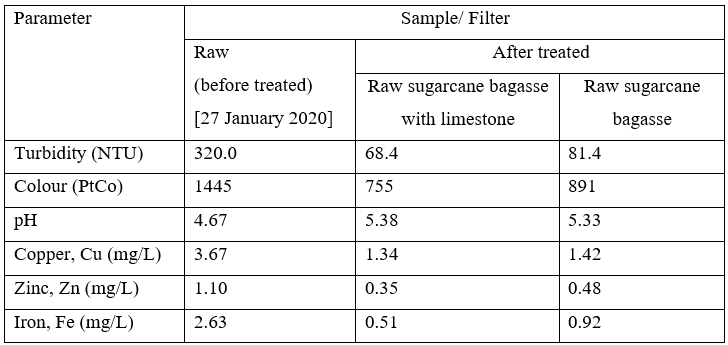 Parameter
Sample/ Filter
Raw
(before treated)
[27 January 2020]
After treated
Raw sugarcane bagasse
with limestone
Raw sugarcane
bagasse
Turbidity (NTU) 320.0 68.4 81.4
Colour (PtCo) 1445 755 891
pH 4.67 5.38 5.33
Copper, Cu (mg/L) 3.67 1.34 1.42
Zinc, Zn (mg/L) 1.10 0.35 0.48
Iron, Fe (mg/L) 2.63 0.51 0.92